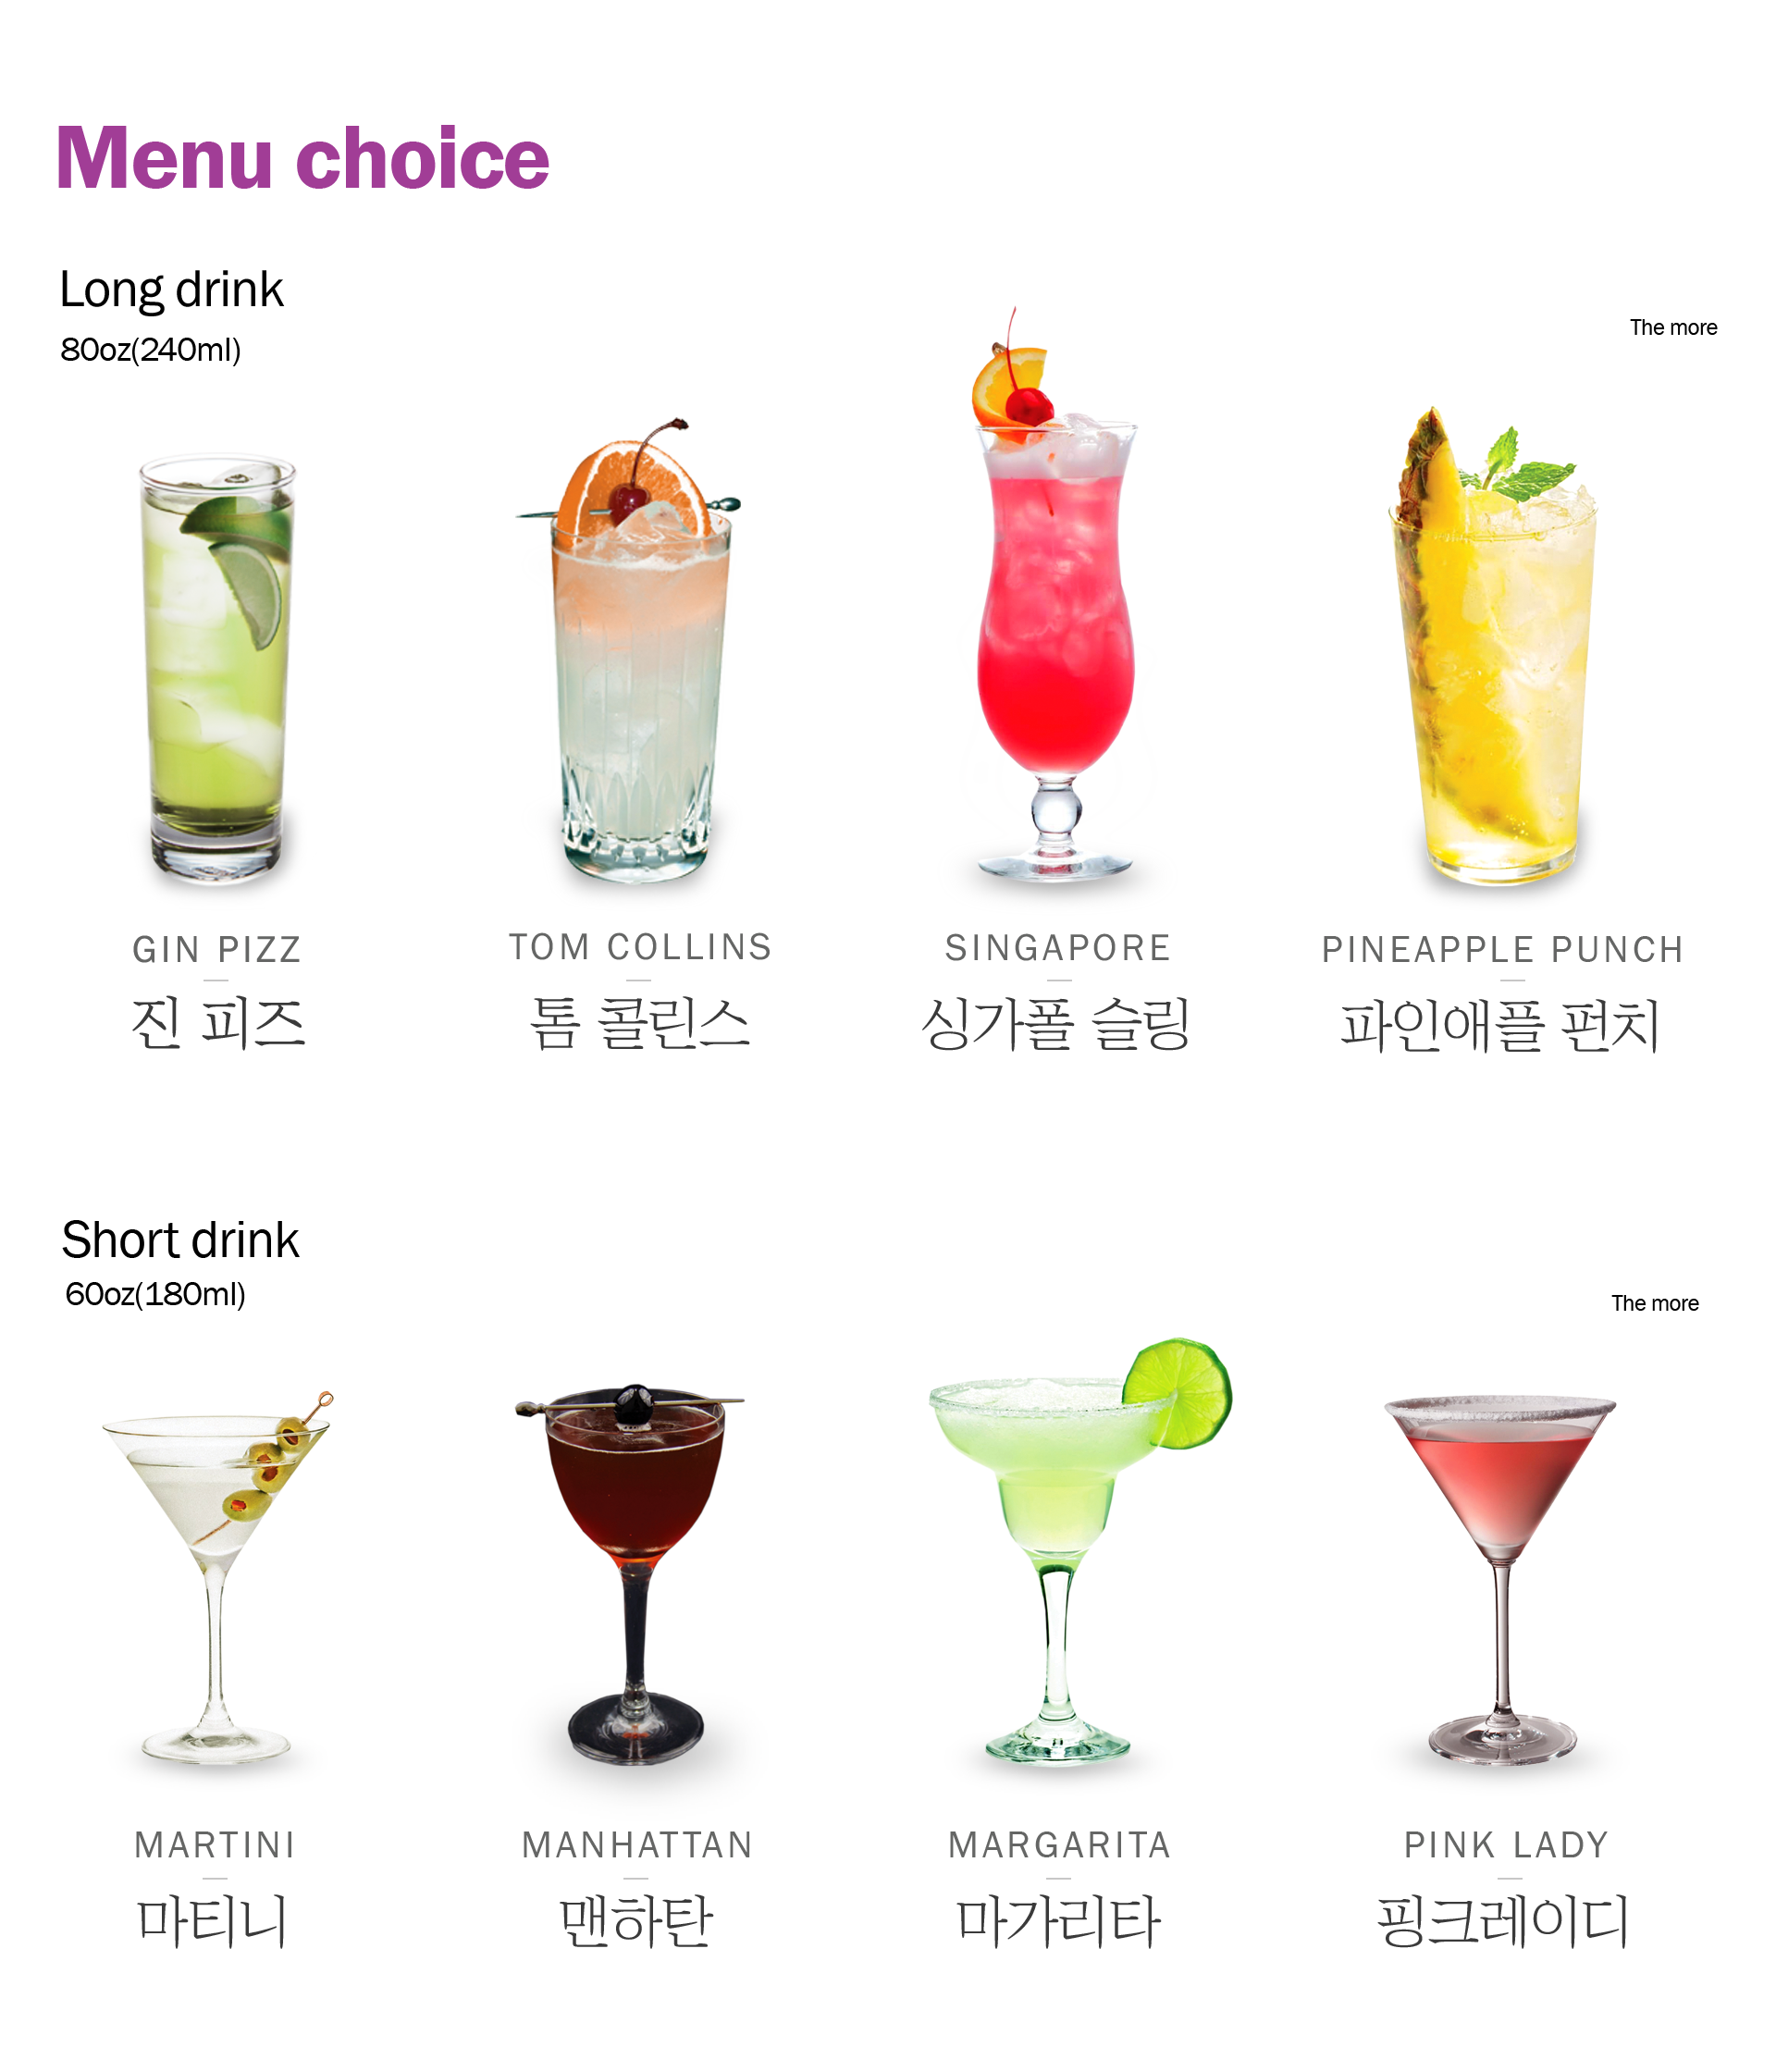 Menu choice
Long drink
80oz(240ml)
The more
GIN PIZZ
진 피즈
TOM COLLINS
톰 콜린스
SINGAPORE
싱가폴 슬링
PINEAPPLE PUNCH
파인애플 펀치
Short drink
60oz(180ml)
The more
MARTINI
마티니
MANHATTAN
맨하탄
MARGARITA
마가리타
PINK LADY
핑크레이디